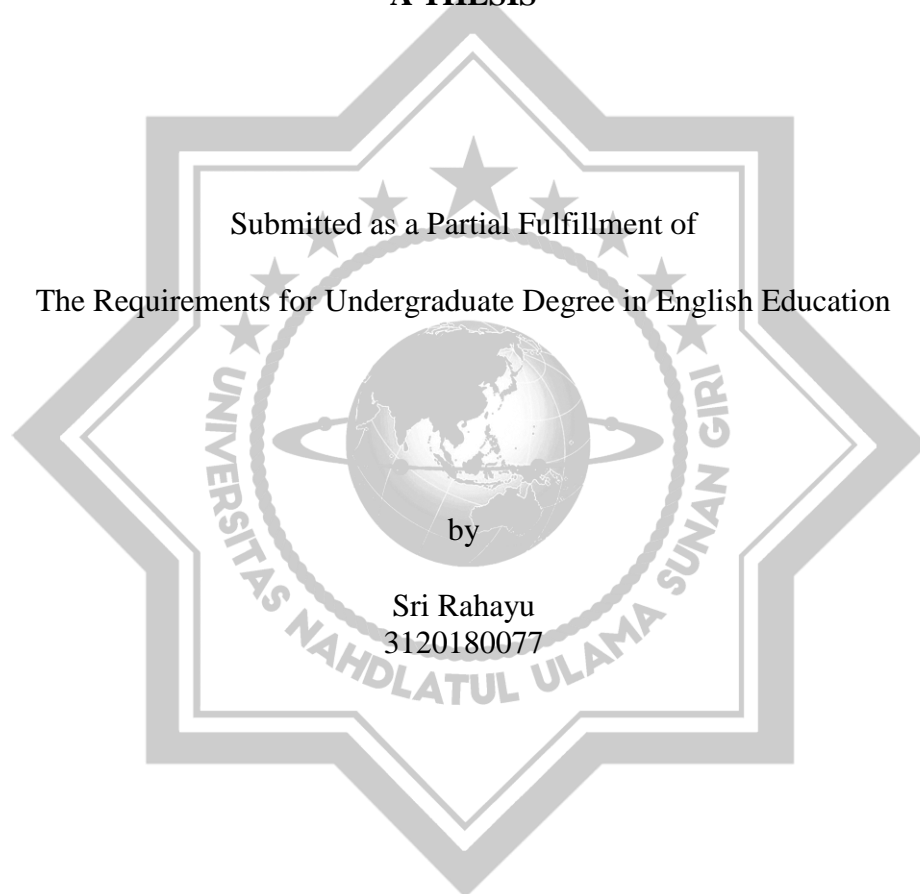 A THESIS
Submitted as a Partial Fulfillment of
The Requirements for Undergraduate Degree in English Education
by
Sri Rahayu
3120180077
UNIVERSITAS NAHDLATUL ULAMA SUNAN GIRI